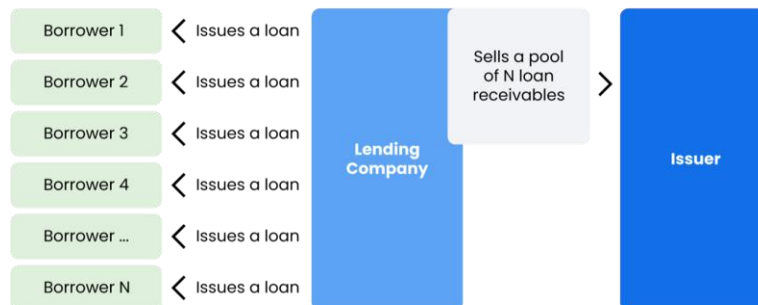 Borrower 1
Issues a loan
Borrower 2
Issues a loan
Borrower 3
Issues a loan
Borrower 4
Issues a loan
Borrower ...
Issues a loan
Borrower N
Issues a loan
Lending
Company
Sells a pool
of N loan
receivables
Issuer